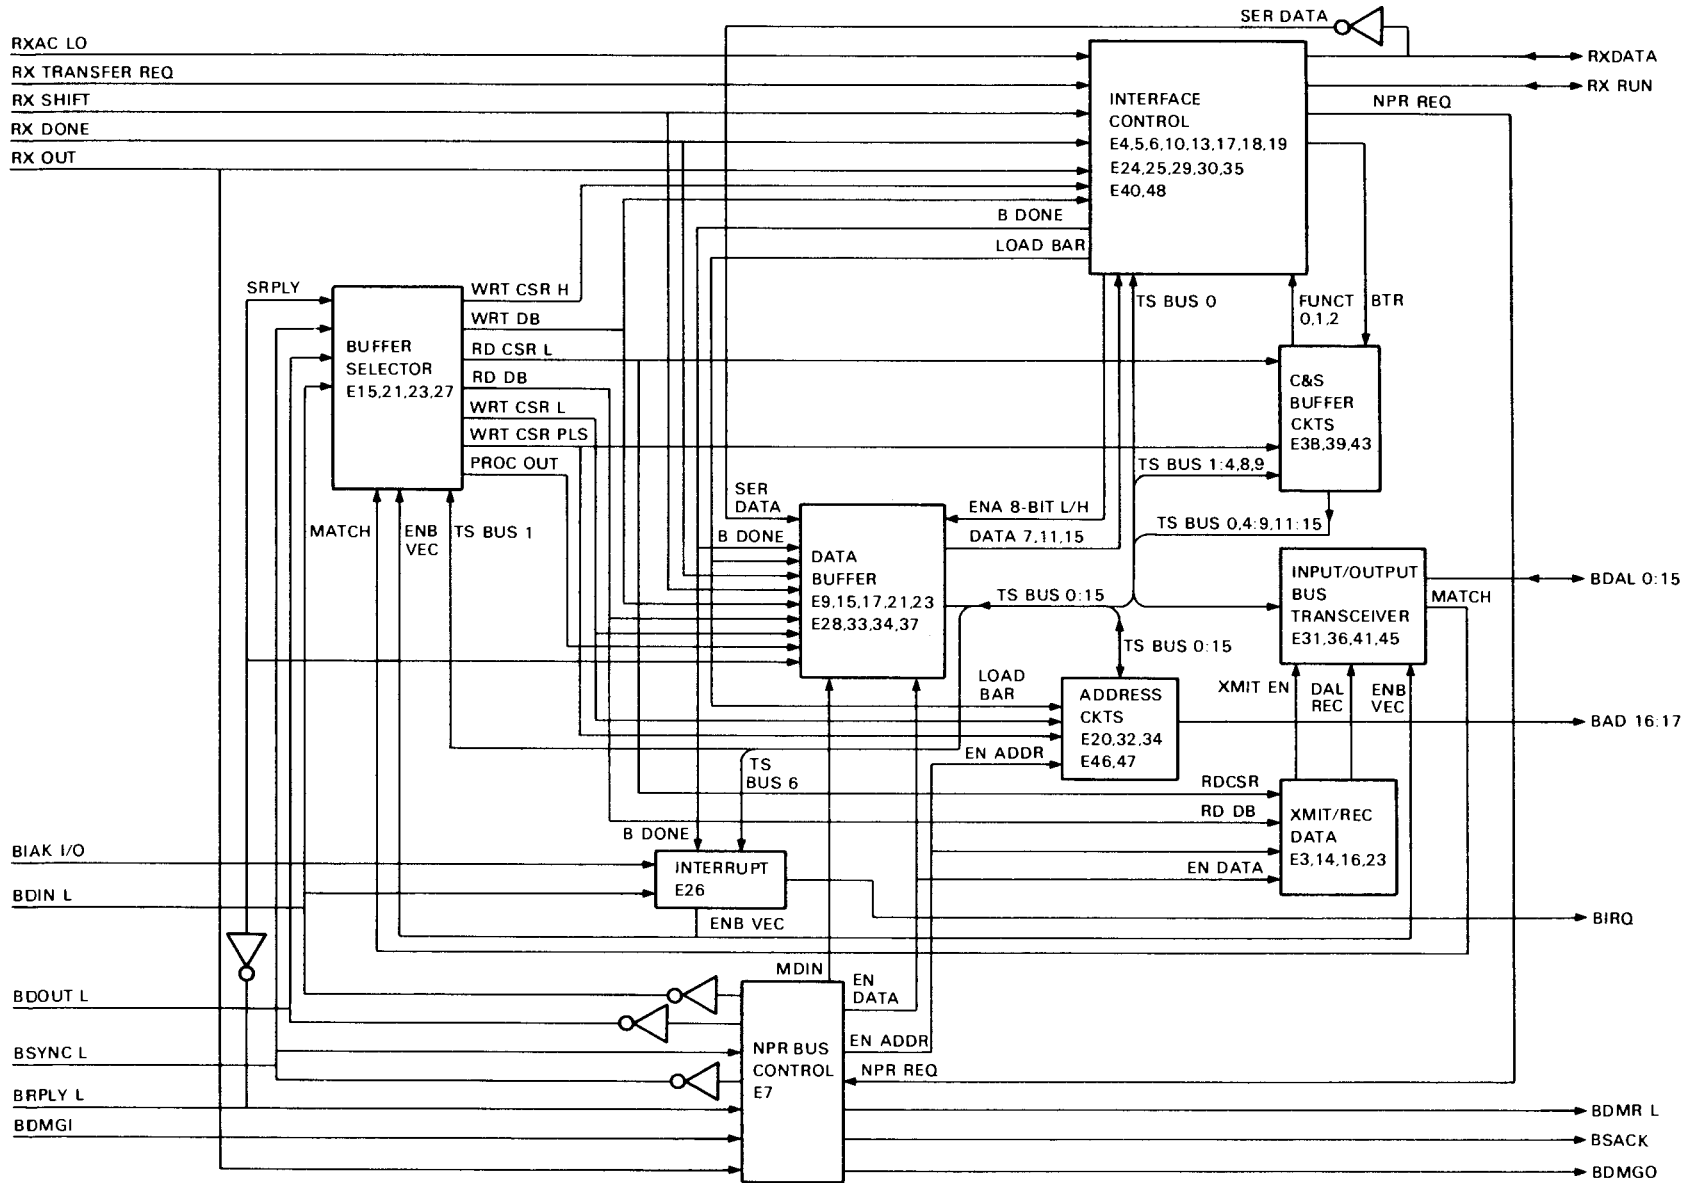 SER DATA
RXAC LO
RXDATA
RX TRANSFER REQ
RX RUN
RX SHIFT
NPR REQ
RX DONE
RX OUT
INTERFACE
CONTROL
E4,5,6,10,13,17,18,19
E24,25,29,30,35
E40,48
B DONE
LOAD BAR
SRPLY
WRT CSR H
WRT DB
RD CSR L
RD DB
WRT CSR L
WRT CSR PLS
PROC OUT
BUFFER
SELECTOR
E15,21,23,27
TS BUS 0
FUNCT
0,1,2
BTR
C&S
BUFFER
CKTS
E3B,39,43
TS BUS 1:4,8,9
TS BUS 0,4:9,11:15
MATCH
ENB
VEC
TS BUS 1
SER
DATA
B DONE
ENA 8-BIT L/H
DATA 7,11,15
DATA
BUFFER
E9,15,17,21,23
E28,33,34,37
TS BUS 0:15
TS BUS 0:15
INPUT/OUTPUT
BUS
TRANSCEIVER
E31,36,41,45
BDAL 0:15
MATCH
LOAD
BAR
ADDRESS
CKTS
E20,32,34
E46,47
XMIT EN
DAL
REC
ENB
VEC
BAD 16:17
EN ADDR
TS
BUS 6
RDCSR
RD DB
XMIT/REC
DATA
E3,14,16,23
EN DATA
B DONE
BIAK I/O
INTERRUPT
E26
BDIN L
ENB VEC
BIRQ
MDIN
EN
DATA
BDOUT L
EN ADDR
BSYNC L
NPR BUS
CONTROL
E7
NPR REQ
BRPLY L
BDMR L
BDMGI
BSACK
BDMGO